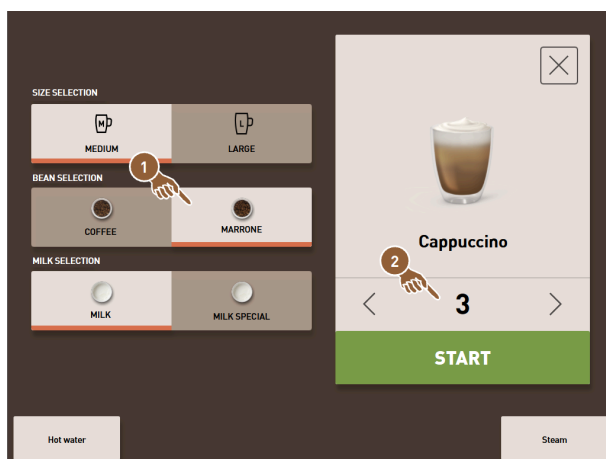 SIZE SELECTION
M
L
MEDIUM
LARGE
1
BEAN SELECTION
COFFEE
MARRONE
MILK SELECTION
MILK
MILK SPECIAL
Cappuccino
2
3
START
Hot water
Steam